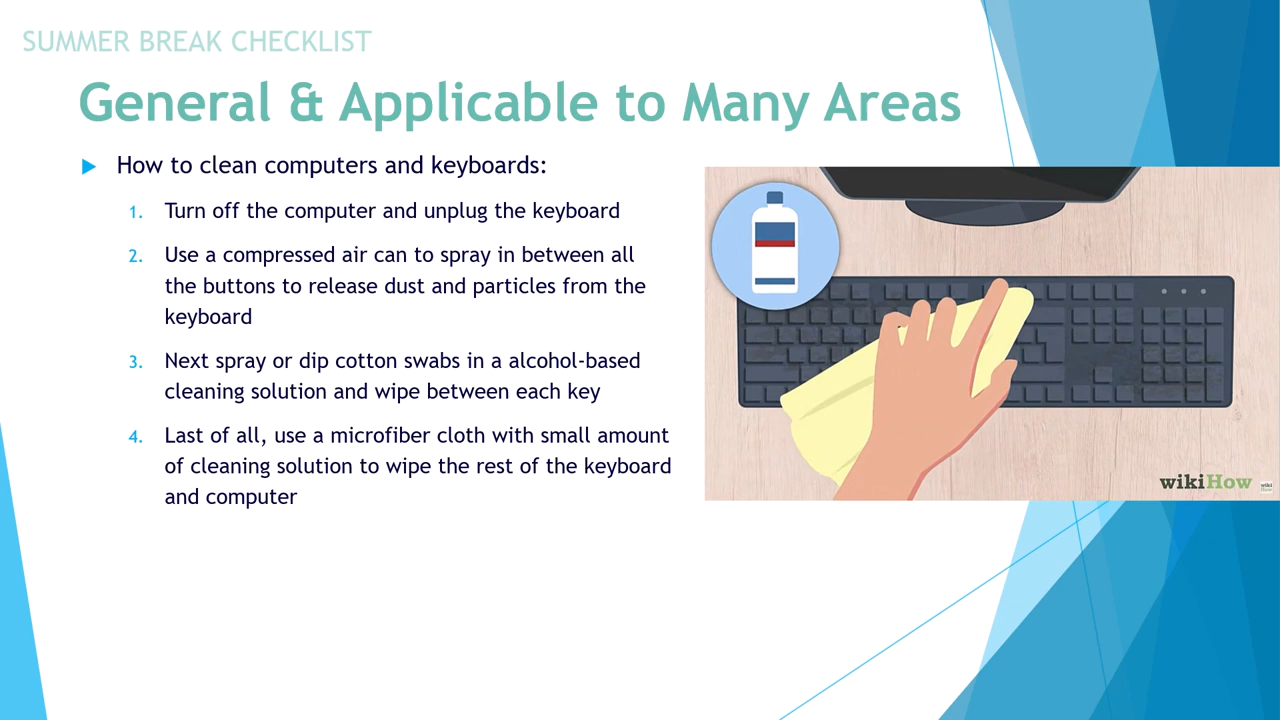 SUMMER BREAK CHECKLIST
General & Applicable to Many Areas
How to clean computers and keyboards:
1. Turn off the computer and unplug the keyboard
2. Use a compressed air can to spray in between all
the buttons to release dust and particles from the
keyboard
3. Next spray or dip cotton swabs in a alcohol-based
cleaning solution and wipe between each key
4. Last of all, use a microfiber cloth with small amount
of cleaning solution to wipe the rest of the keyboard
and computer
wikiHow
wiki
How